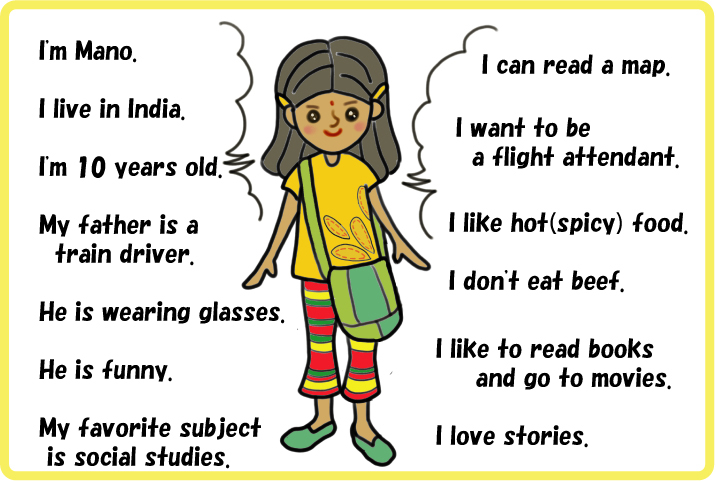 I'm Mano.
I live in India.
I'm 10 years old.
My father is a
train driver.
He is wearing glasses.
He is funny.
My favorite subject
is social studies.
I can read a map.
I want to be
a flight attendant.
I like hot(spicy) food.
I don't eat beef.
I like to read books
and go to movies.
I love stories.